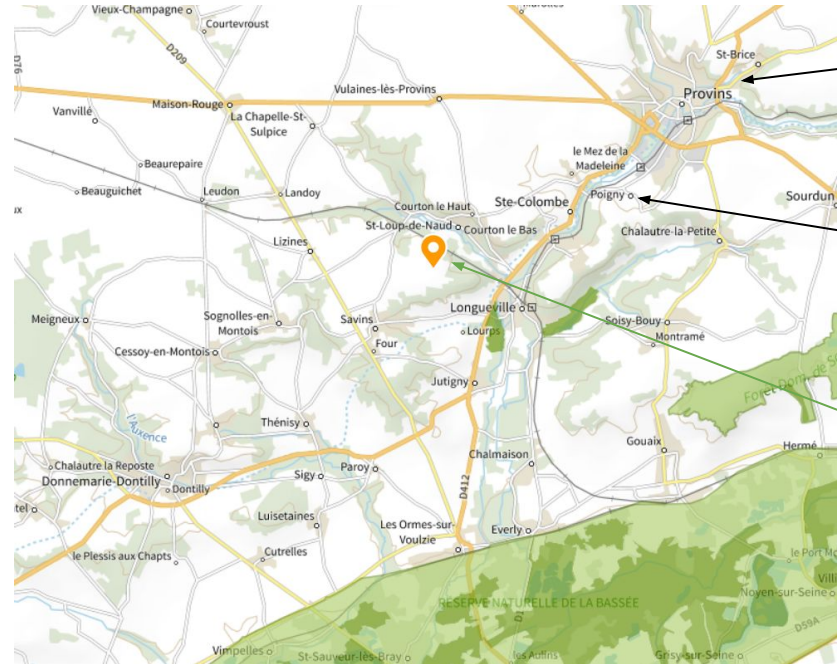 Vieux-Champagne
Courtevroust
D209
D76
St-Brice
Provins
Vulaines-lès-Provins
Maison-Rouge
La Chapelle-St-
Sulpice
Vanvillé
le Mez de la
Madeleine
Beaurepaire
Beauguichet
Leudon
Landoy
Courton le Haut
Ste-Colombe
Poigny
Sourdun
St-Loup-de-Naud
Courton le Bas
Chalautre-la-Petite
Lizines
Longueville
Sognolles-en-
Montois
Meigneux
Savins
Lourps
Soisy-Bouy
Four
Montramé
Cessoy-en-Montois
Jutigny
l'Auxence
Thénisy
Gouaix
Hermé
Chalautre la Reposte
Donnemarie-Dontilly
Dontilly
Sigy
Paroy
Chalmaison
D412
Luisetaines
Les Ormes-sur-
Voulzie
Everly
le Plessis aux Chapts
Cutrelles
RÉSERVE NATURELLE DE LA BASSÉE
Noyen-sur-Seine
D59A
Vimpelles
St-Sauveur-lès-Bray
les Aulins
Grisy-sur-Seine